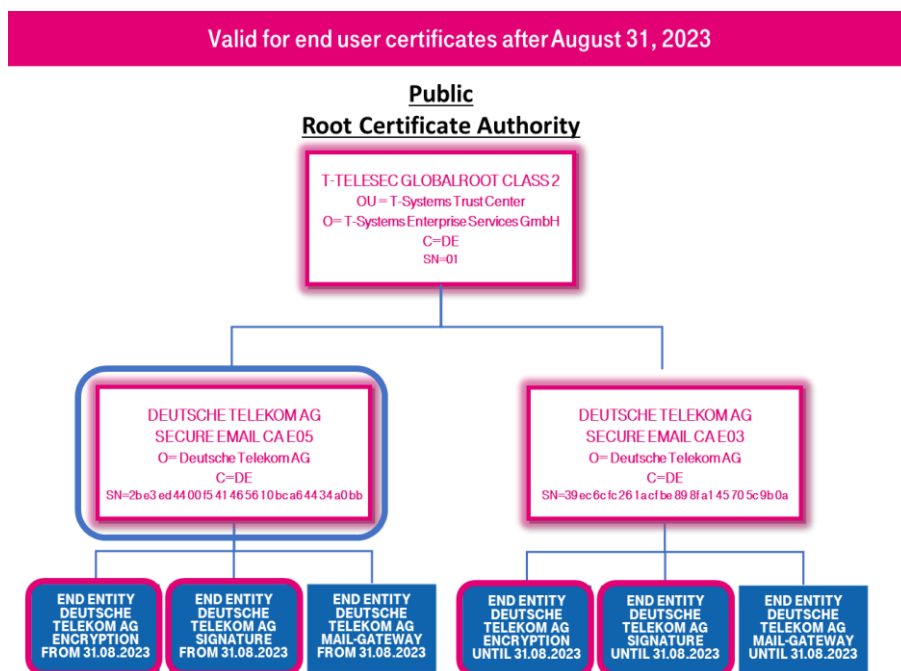 Valid for end user certificates after August 31, 2023
Public
Root Certificate Authority
T-TELESEC GLOBALROOT CLASS 2
OU = T-Systems Trust Center
O= T-Systems Enterprise Services GmbH
C=DE
SN=01
DEUTSCHE TELEKOM AG
SECURE EMAIL CA E05
O= Deutsche Telekom AG
C=DE
SN=2be3ed4400f541465610bca64434a0bb
DEUTSCHE TELEKOM AG
SECURE EMAIL CA E03
O= Deutsche Telekom AG
C=DE
SN=39ec6cfc261acfbe898fa145705c9b0a
END ENTITY
DEUTSCHE
TELEKOM AG
ENCRYPTION
FROM 31.08.2023
END ENTITY
DEUTSCHE
TELEKOM AG
SIGNATURE
FROM 31.08.2023
END ENTITY
DEUTSCHE
TELEKOM AG
MAIL-GATEWAY
FROM 31.08.2023
END ENTITY
DEUTSCHE
TELEKOM AG
ENCRYPTION
UNTIL 31.08.2023
END ENTITY
DEUTSCHE
TELEKOM AG
SIGNATURE
UNTIL 31.08.2023
END ENTITY
DEUTSCHE
TELEKOM AG
MAIL-GATEWAY
UNTIL 31.08.2023